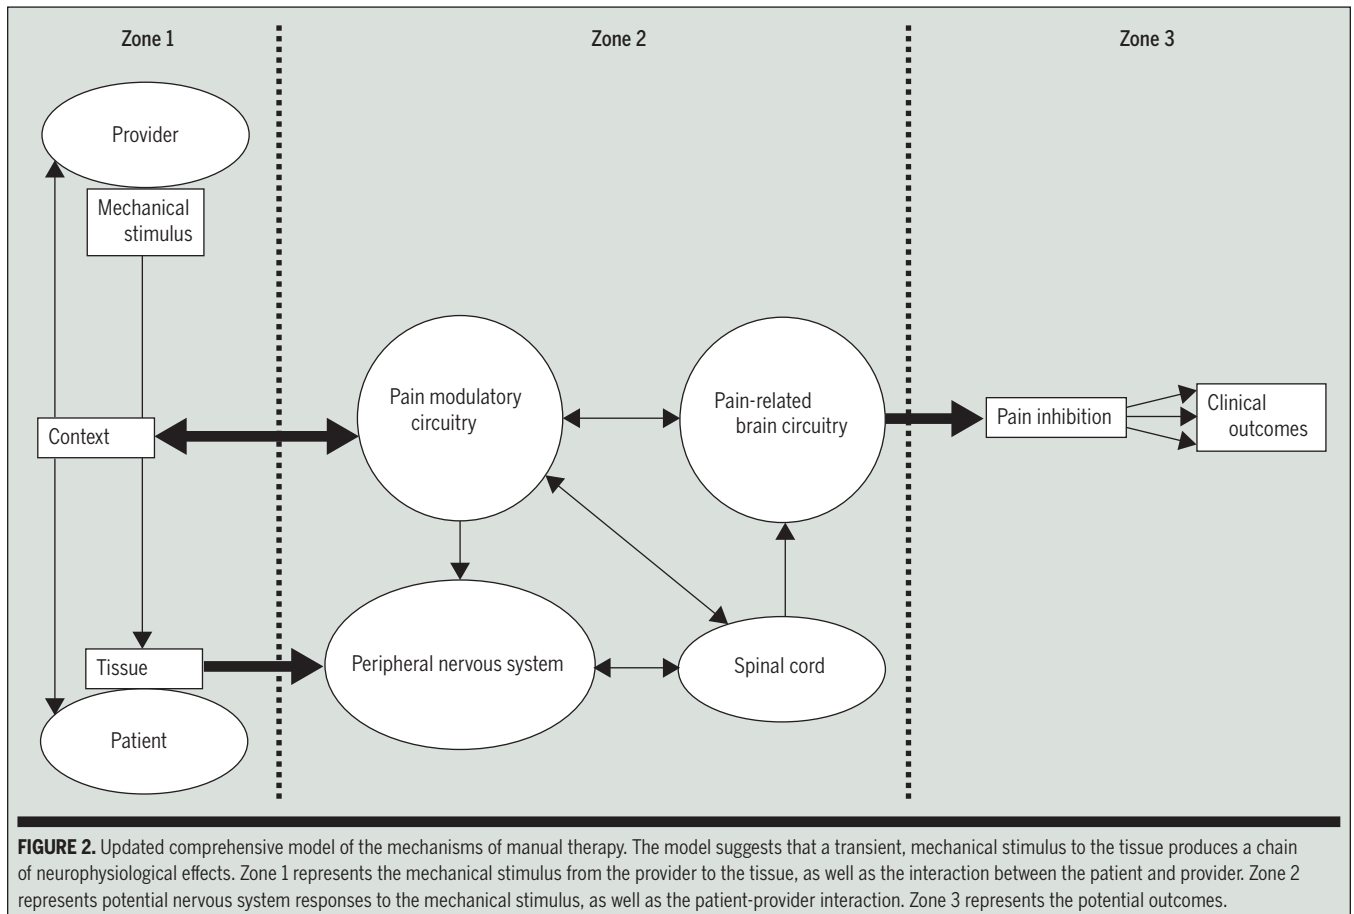 Zone 1
Zone 2
Zone 3
Provider
Mechanical
stimulus
Context
Tissue
Patient
Pain modulatory
circuitry
Pain-related
brain circuitry
Peripheral nervous system
Spinal cord
Pain inhibition
Clinical
outcomes
FIGURE 2. Updated comprehensive model of the mechanisms of manual therapy. The model suggests that a transient, mechanical stimulus to the tissue produces a chain
of neurophysiological effects. Zone 1 represents the mechanical stimulus from the provider to the tissue, as well as the interaction between the patient and provider. Zone 2
represents potential nervous system responses to the mechanical stimulus, as well as the patient-provider interaction. Zone 3 represents the potential outcomes.